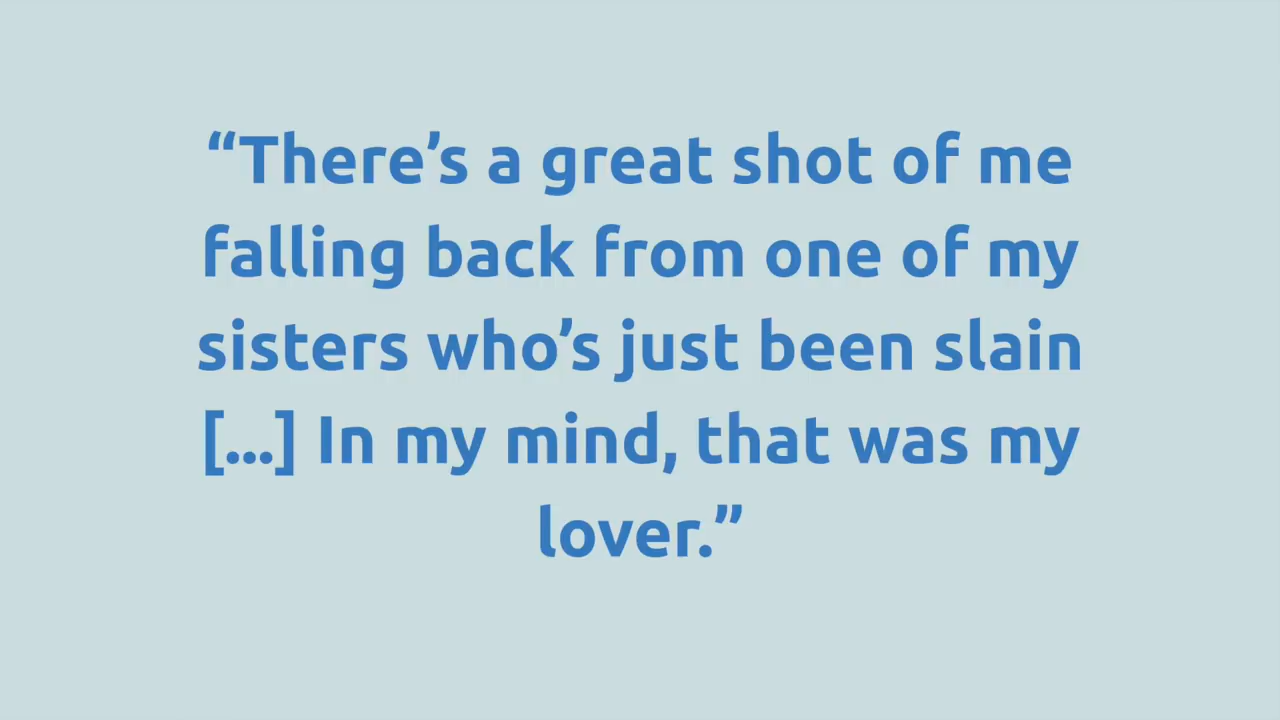 “There’s a great shot of me
falling back from one of my
sisters who’s just been slain
[...] In my mind, that was my
lover.”